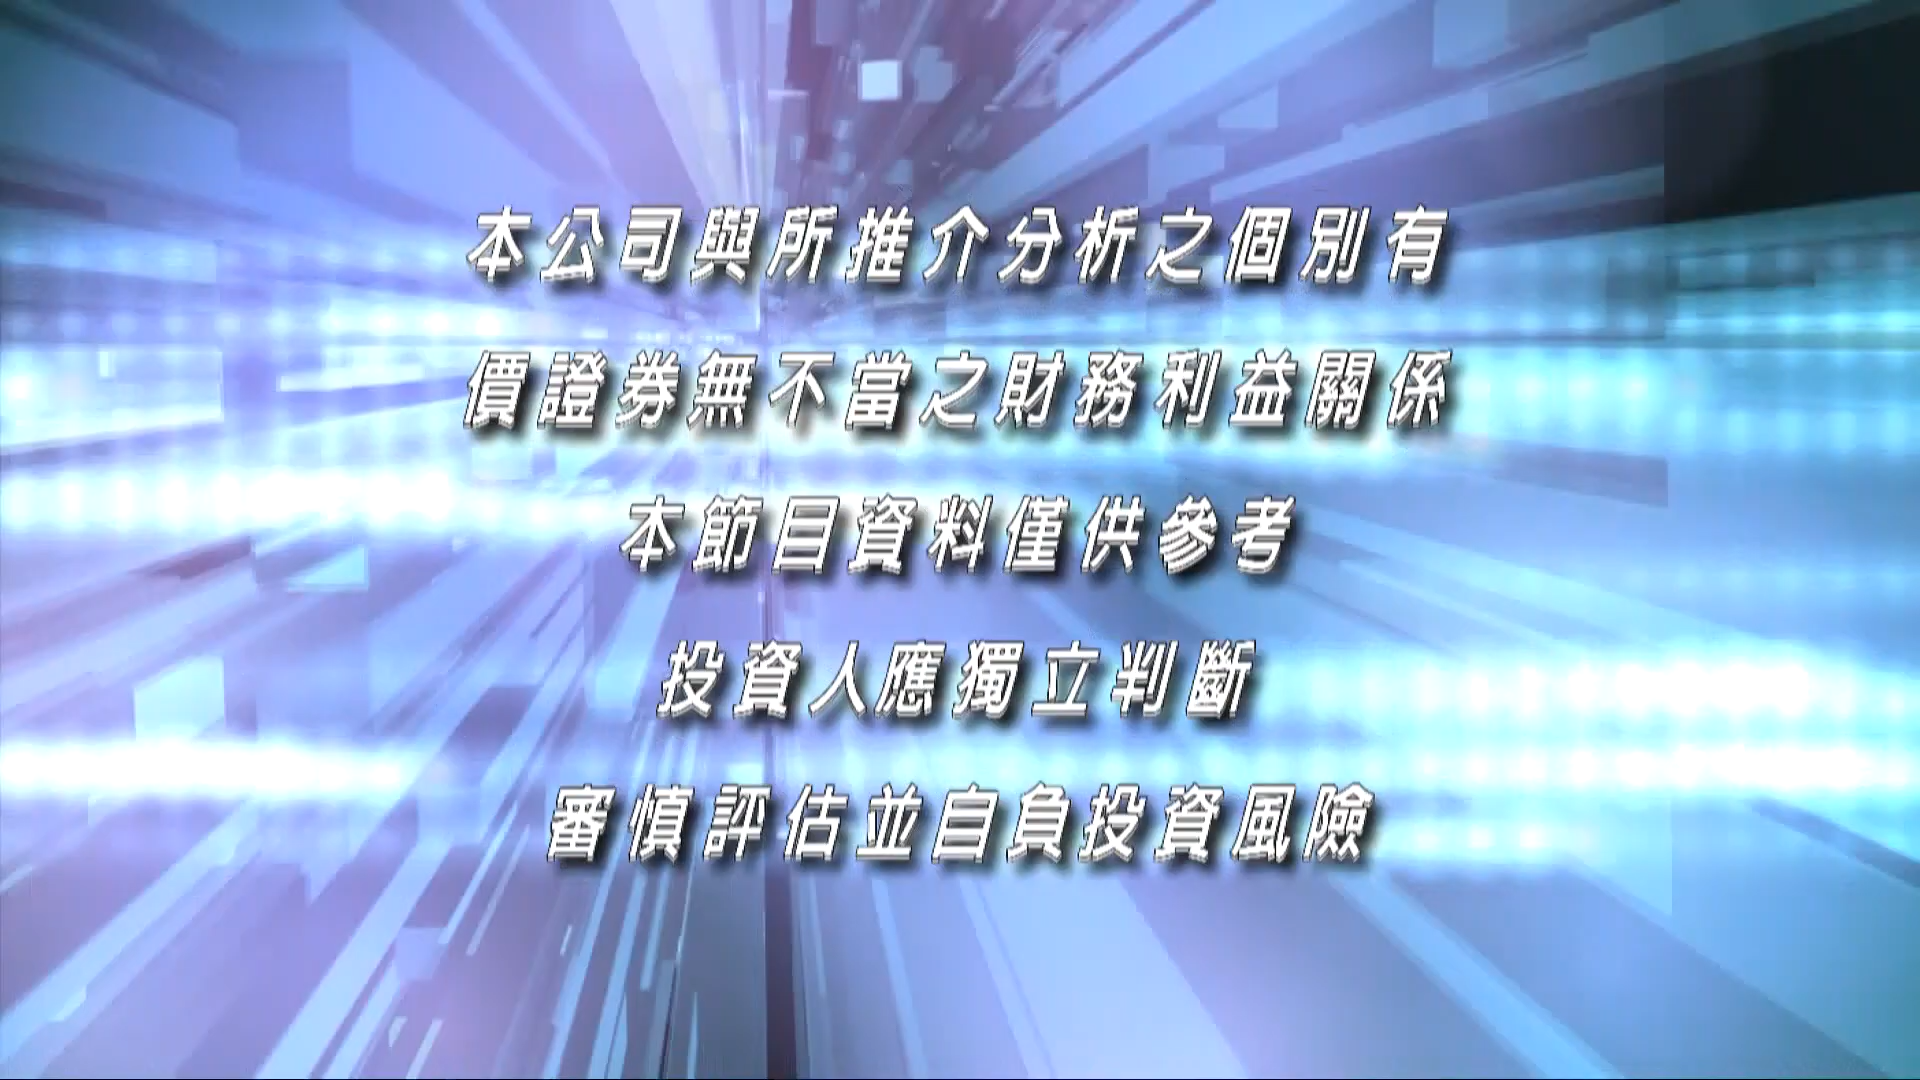 本公司與所推介分析之個別有
價證券無不當之財務利益關係
本節目資料僅供參考
投資人應獨立判斷
審慎評估並自負投資風險